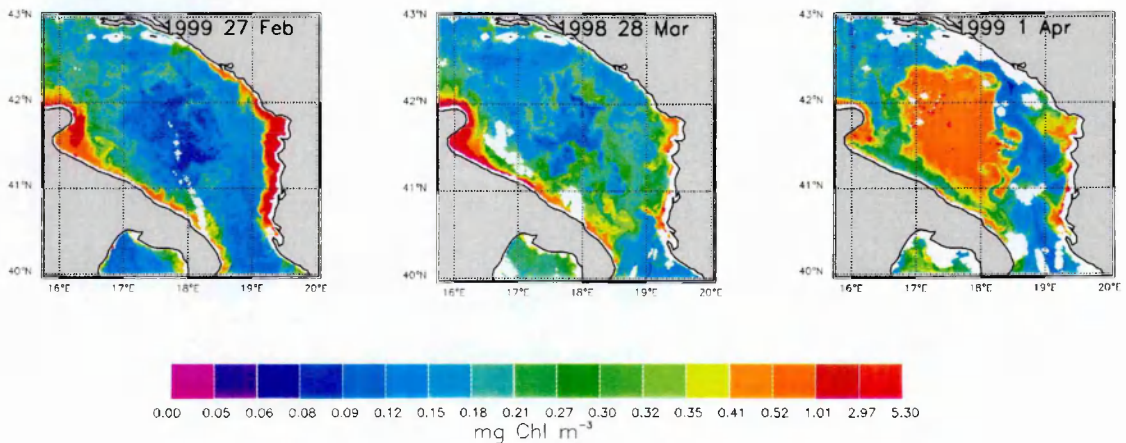 1999 27 Feb
1998 28 Mar
1999 1 Apr
43°N
42°N
41°N
40°N
16°E 17°E 18°E 19°E 20°E
43°N
42°N
41°N
40°N
16°E 17°E 18°E 19°E 20°E
43°N
42°N
41°N
40°N
16°E 17°E 18°E 19°E 20°E
0.00 0.05 0.06 0.08 0.09 0.12 0.15 0.18 0.21 0.27 0.30 0.32 0.35 0.41 0.52 1.01 2.97 5.30
mg Chl m⁻³